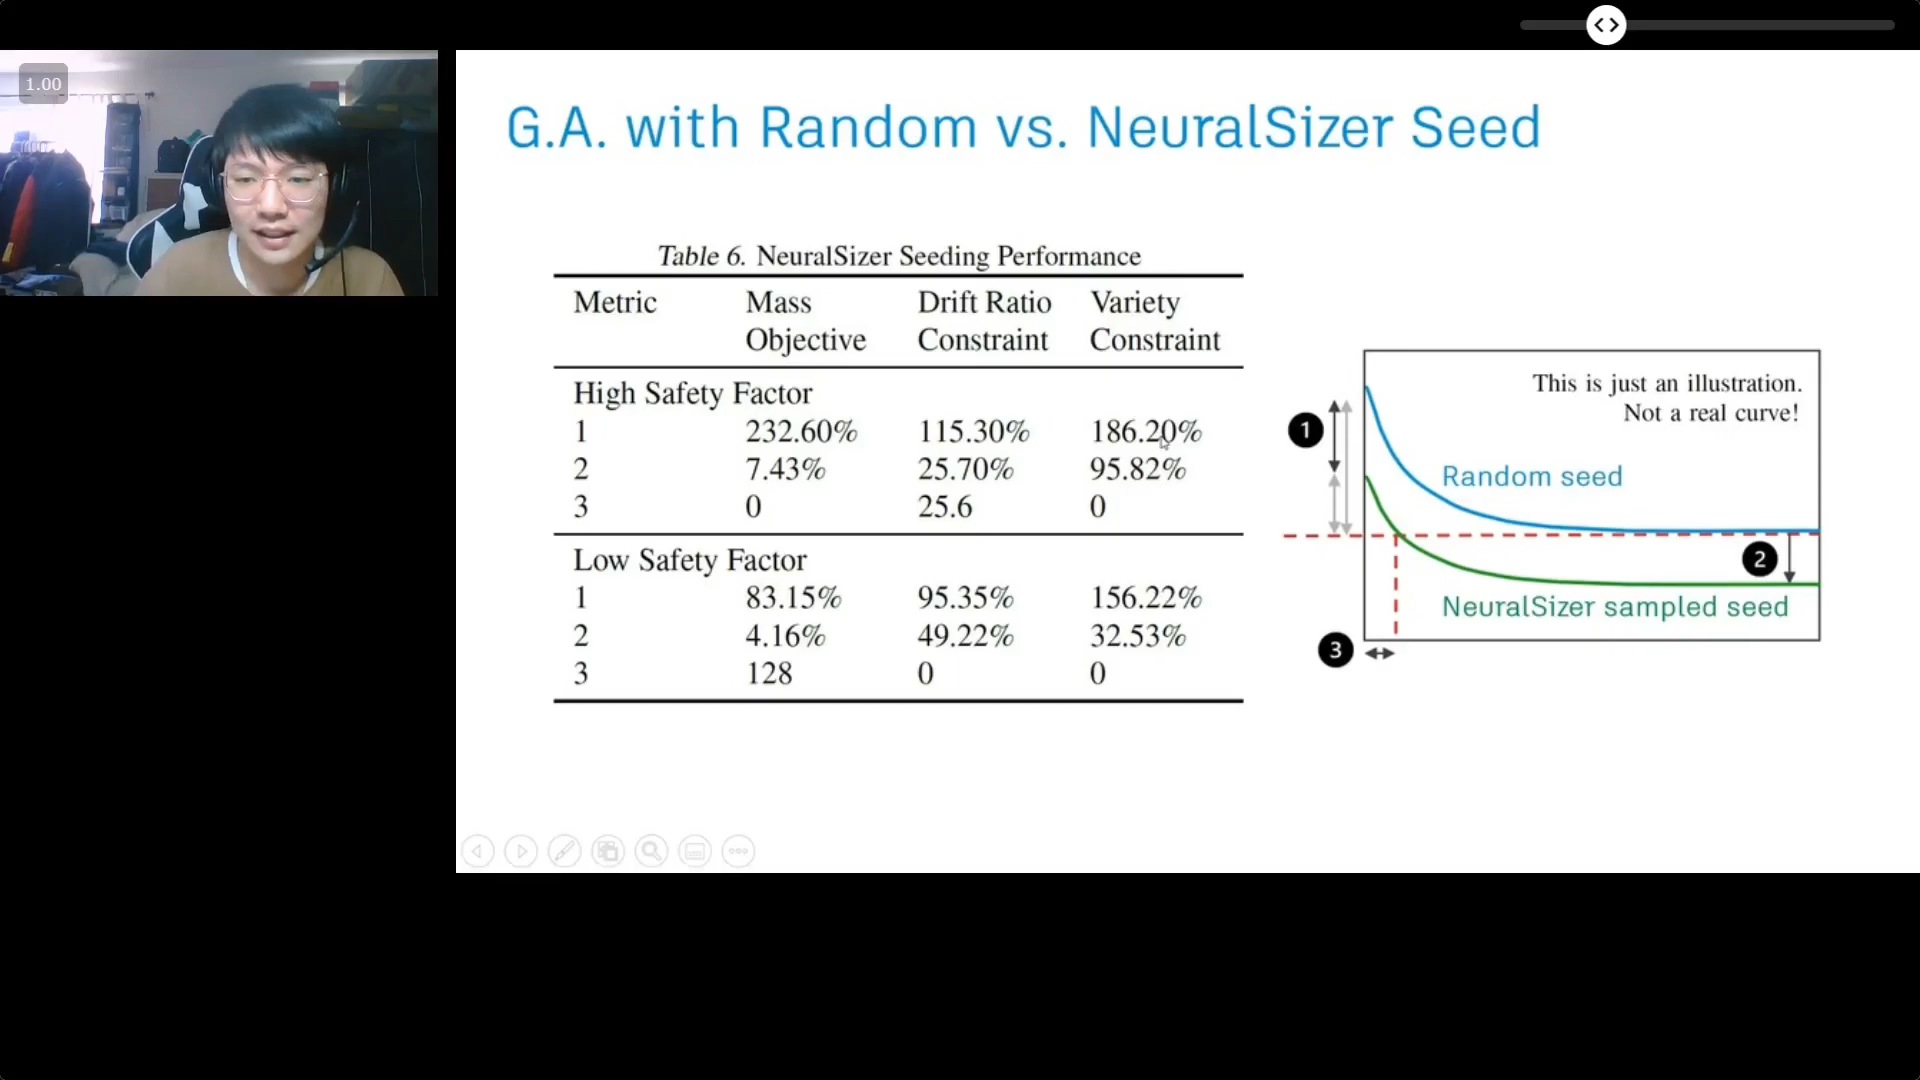 1.00
G.A. with Random vs. NeuralSizer Seed
Table 6. NeuralSizer Seeding Performance
Metric Mass Objective Drift Ratio Constraint Variety Constraint
High Safety Factor
1 232.60% 115.30% 186.20%
2 7.43% 25.70% 95.82%
3 0 25.6 0
Low Safety Factor
1 83.15% 95.35% 156.22%
2 4.16% 49.22% 32.53%
3 128 0 0
This is just an illustration.
Not a real curve!
1
Random seed
2
NeuralSizer sampled seed
3